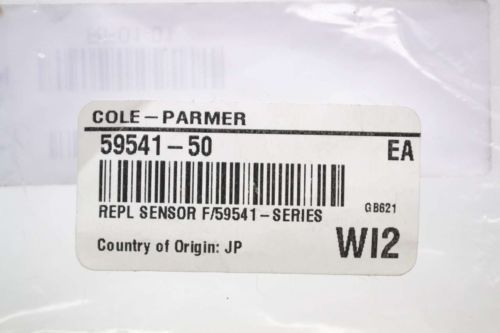 COLE-PARMER
59541-50 EA
REPL SENSOR F/59541-SERIES GB621
Country of Origin: JP WI2